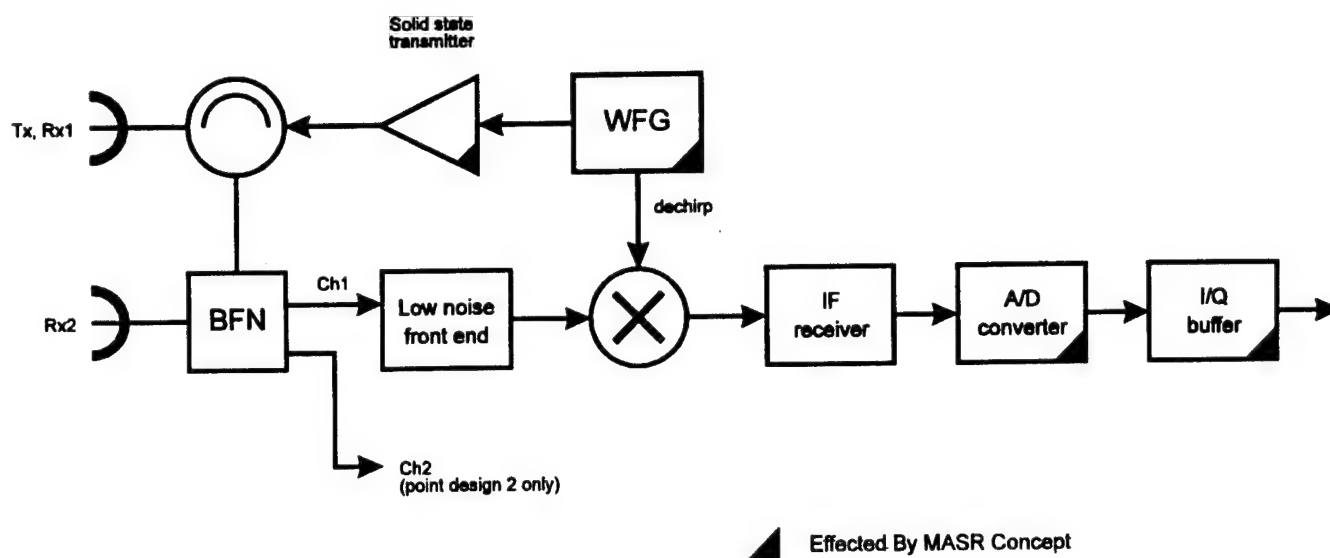 Solid state
transmitter
Tx, Rx1
WFG
dechirp
Rx2
BFN
Ch1
Low noise
front end
IF
receiver
A/D
converter
I/Q
buffer
Ch2
(point design 2 only)
Effected By MASR Concept